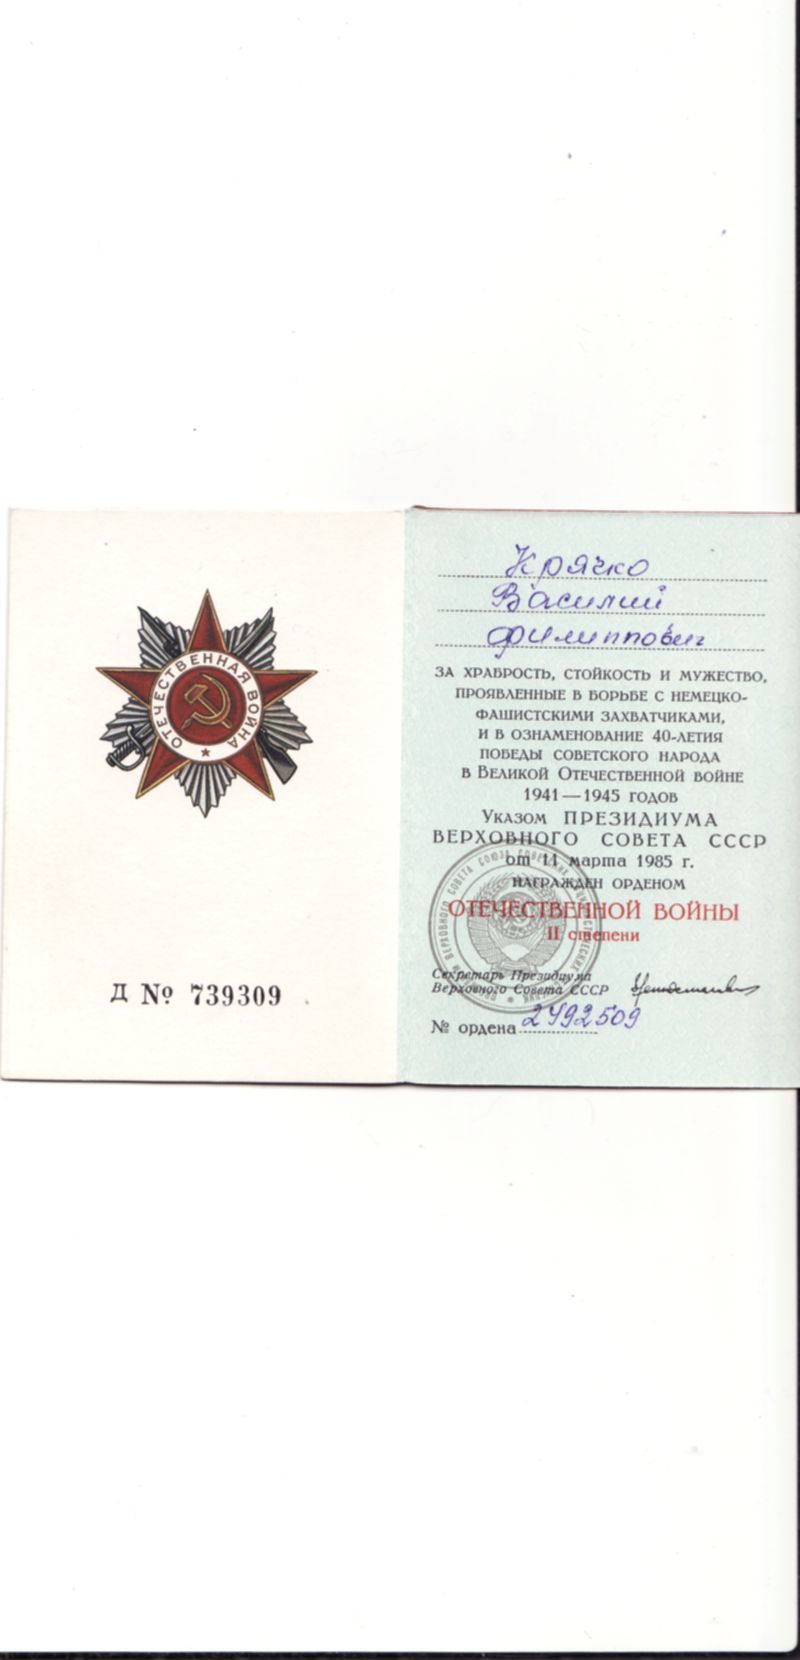 ОТЕЧЕСТВЕННАЯ ВОЙНА
Д № 739309
Крячко
Василий
Филиппович
ЗА ХРАБРОСТЬ, СТОЙКОСТЬ И МУЖЕСТВО,
ПРОЯВЛЕННЫЕ В БОРЬБЕ С НЕМЕЦКО-
ФАШИСТСКИМИ ЗАХВАТЧИКАМИ,
И В ОЗНАМЕНОВАНИЕ 40-ЛЕТИЯ
ПОБЕДЫ СОВЕТСКОГО НАРОДА
В ВЕЛИКОЙ ОТЕЧЕСТВЕННОЙ ВОЙНЕ
1941—1945 ГОДОВ
УКАЗОМ ПРЕЗИДИУМА
ВЕРХОВНОГО СОВЕТА СССР
от 11 марта 1985 г.
НАГРАЖДЕН ОРДЕНОМ
ОТЕЧЕСТВЕННОЙ ВОЙНЫ
II степени
Секретарь Президиума
Верховного Совета СССР
№ ордена 2492509